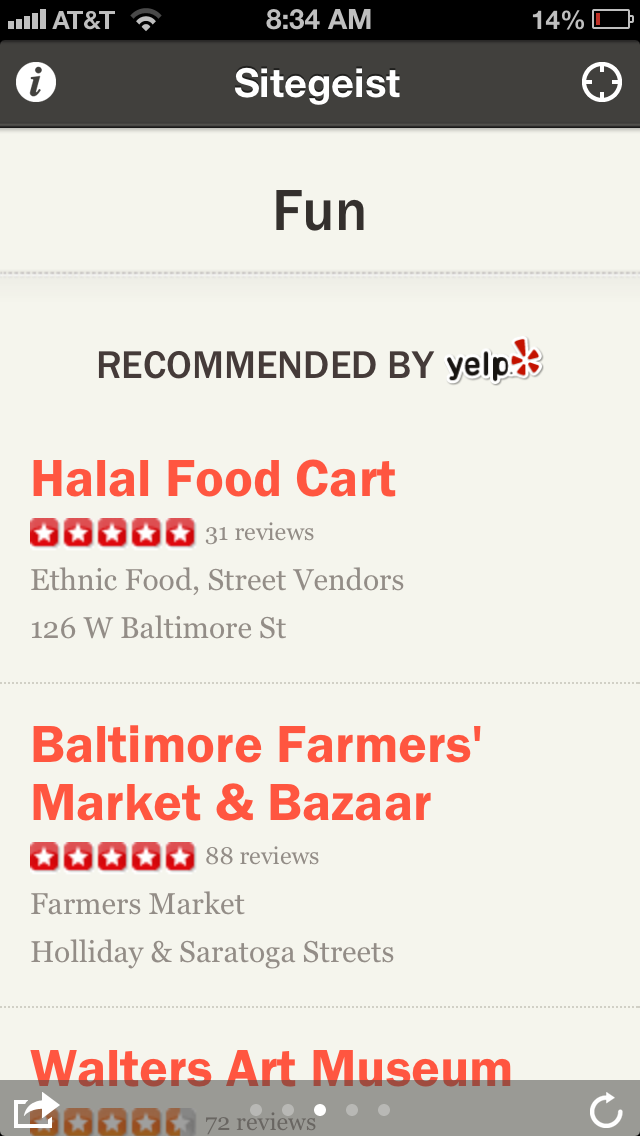 AT&T 8:34 AM 14%
Sitegeist
Fun
RECOMMENDED BY yelp
Halal Food Cart
31 reviews
Ethnic Food, Street Vendors
126 W Baltimore St
Baltimore Farmers'
Market & Bazaar
88 reviews
Farmers Market
Holliday & Saratoga Streets
Walters Art Museum
72 reviews